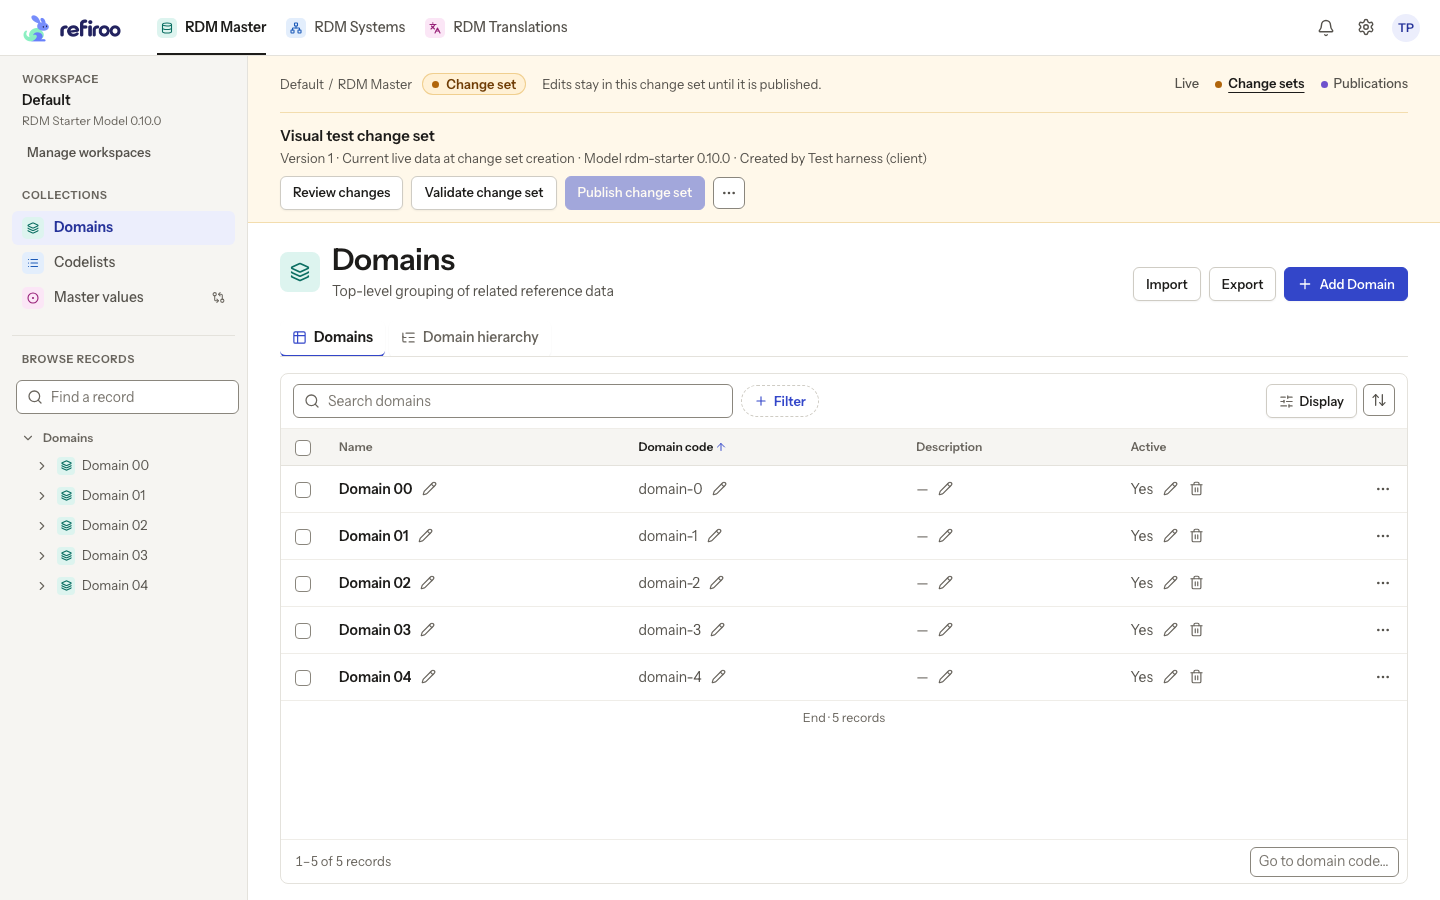 refiroo
RDM Master
RDM Systems
RDM Translations
TP
WORKSPACE
Default
RDM Starter Model 0.10.0
Manage workspaces
COLLECTIONS
Domains
Codelists
Master values
BROWSE RECORDS
Find a record
Domains
Domain 00
Domain 01
Domain 02
Domain 03
Domain 04
Default / RDM Master
Change set
Edits stay in this change set until it is published.
Live
Change sets
Publications
Visual test change set
Version 1 · Current live data at change set creation · Model rdm-starter 0.10.0 · Created by Test harness (client)
Review changes
Validate change set
Publish change set
Domains
Top-level grouping of related reference data
Import
Export
Add Domain
Domains
Domain hierarchy
Search domains
Filter
Display
Name Domain code Description Active
Domain 00 domain-0 — Yes
Domain 01 domain-1 — Yes
Domain 02 domain-2 — Yes
Domain 03 domain-3 — Yes
Domain 04 domain-4 — Yes
End · 5 records
1–5 of 5 records
Go to domain code...